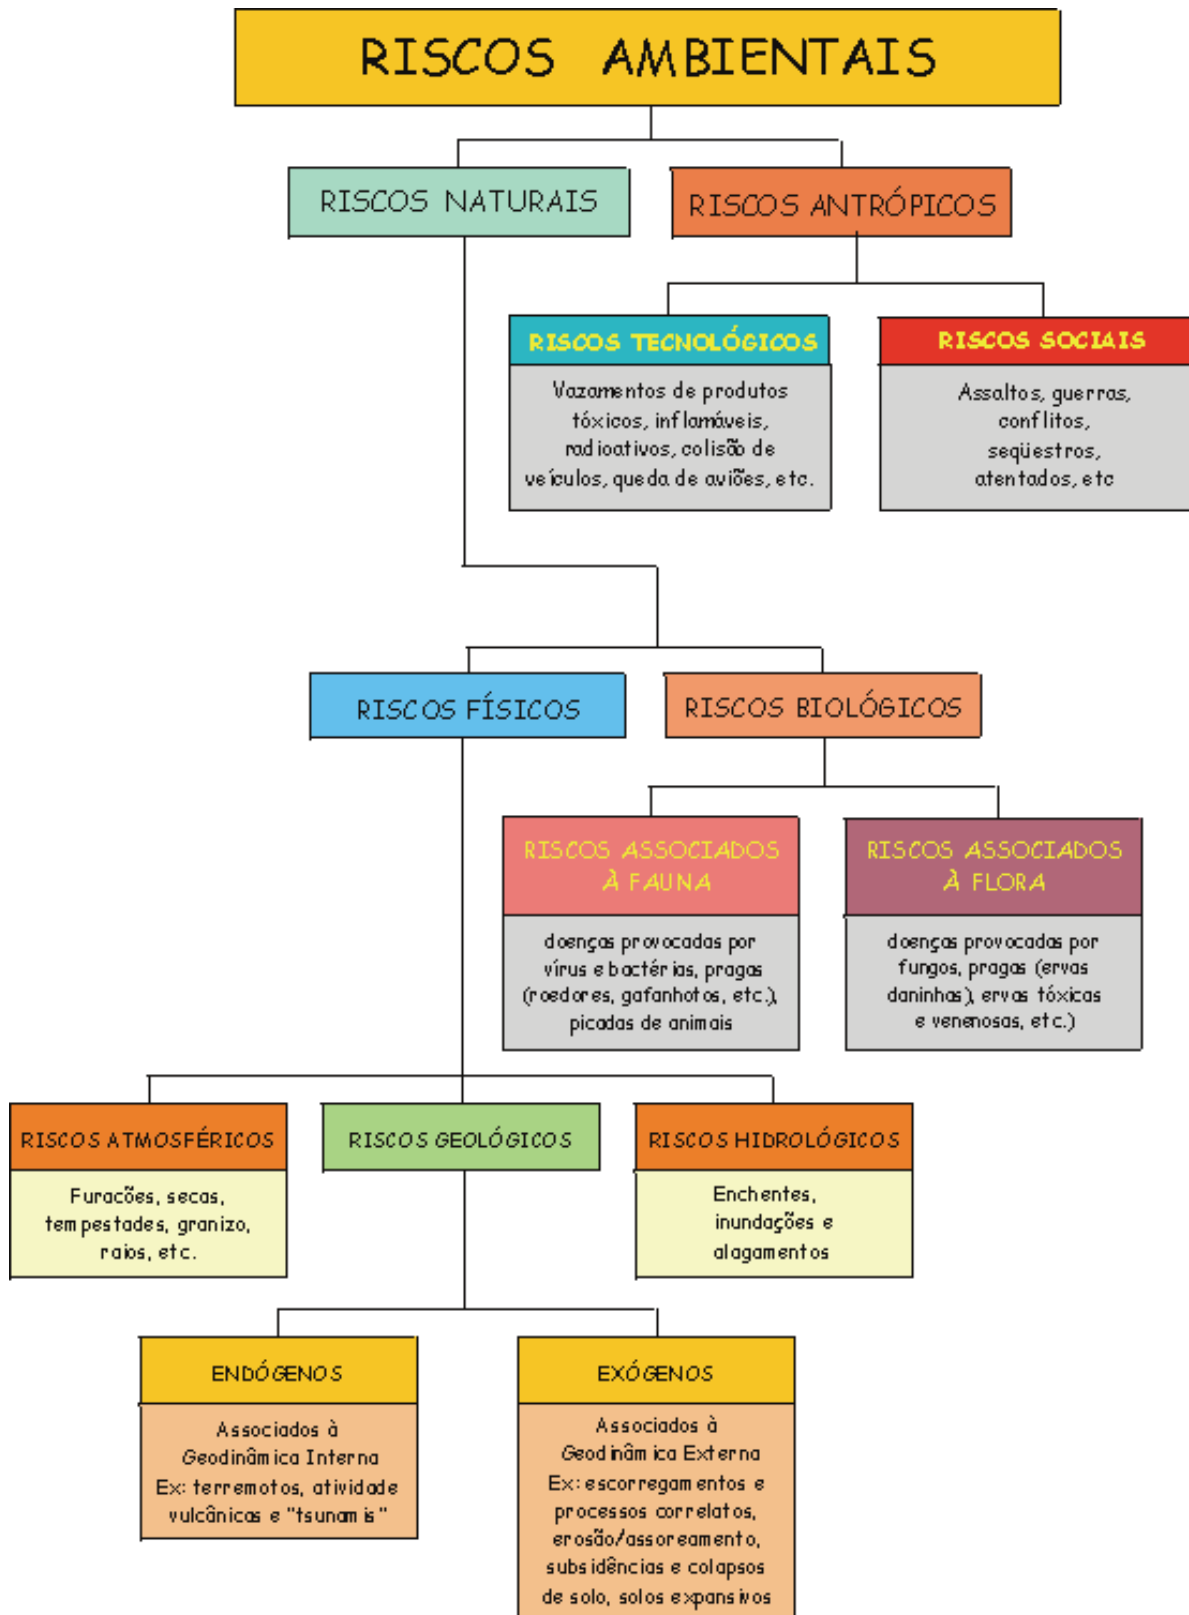 RISCOS AMBIENTAIS
RISCOS NATURAIS
RISCOS ANTRÓPICOS
RISCOS TECNOLÓGICOS
Vazamentos de produtos
tóxicos, inflamáveis,
radioativos, colisão de
veículos, queda de aviões, etc.
RISCOS SOCIAIS
Assaltos, guerras,
conflitos,
seqüestros,
atentados, etc
RISCOS FÍSICOS
RISCOS BIOLÓGICOS
RISCOS ASSOCIADOS
À FAUNA
doenças provocadas por
vírus e bactérias, pragas
(roedores, gafanhotos, etc.),
picadas de animais
RISCOS ASSOCIADOS
À FLORA
doenças provocadas por
fungos, pragas (ervas
daninhas), ervas tóxicas
e venenosas, etc.)
RISCOS ATMOSFÉRICOS
Furacões, secas,
tempestades, granizo,
raios, etc.
RISCOS GEOLÓGICOS
RISCOS HIDROLÓGICOS
Enchentes,
inundações e
alagamentos
ENDÓGENOS
Associados à
Geodinâmica Interna
Ex: terremotos, atividade
vulcânicas e "tsunamis"
EXÓGENOS
Associados à
Geodinâmica Externa
Ex: escorregamentos e
processos correlatos,
erosão/assoreamento,
subsidências e colapsos
de solo, solos expansivos